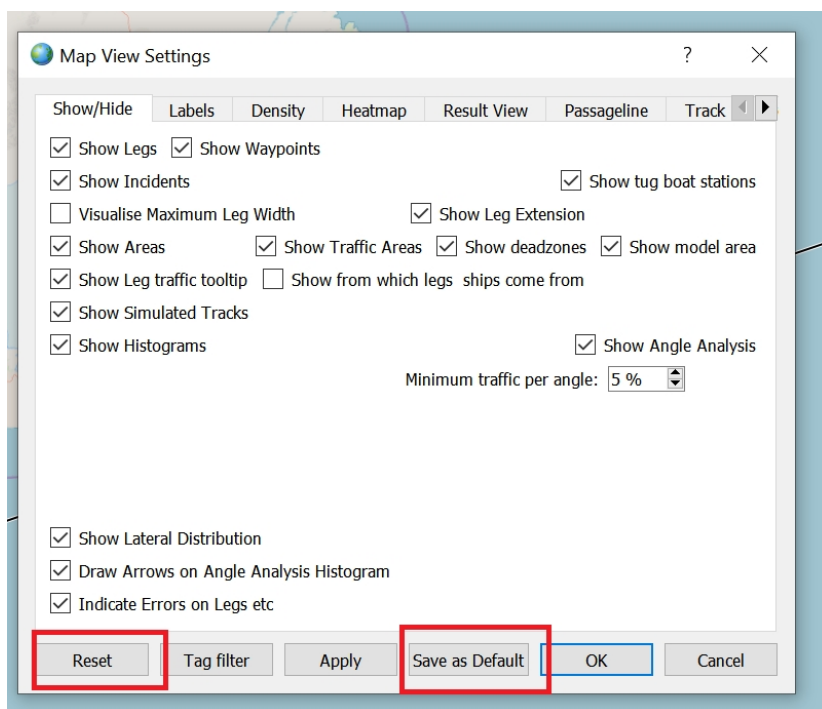 Map View Settings ?
Show/Hide Labels Density Heatmap Result View Passageline Track
Show Legs Show Waypoints
Show Incidents Show tug boat stations
Visualise Maximum Leg Width Show Leg Extension
Show Areas Show Traffic Areas Show deadzones Show model area
Show Leg traffic tooltip Show from which legs ships come from
Show Simulated Tracks
Show Histograms Show Angle Analysis
Minimum traffic per angle: 5 %
Show Lateral Distribution
Draw Arrows on Angle Analysis Histogram
Indicate Errors on Legs etc
Reset Tag filter Apply Save as Default OK Cancel